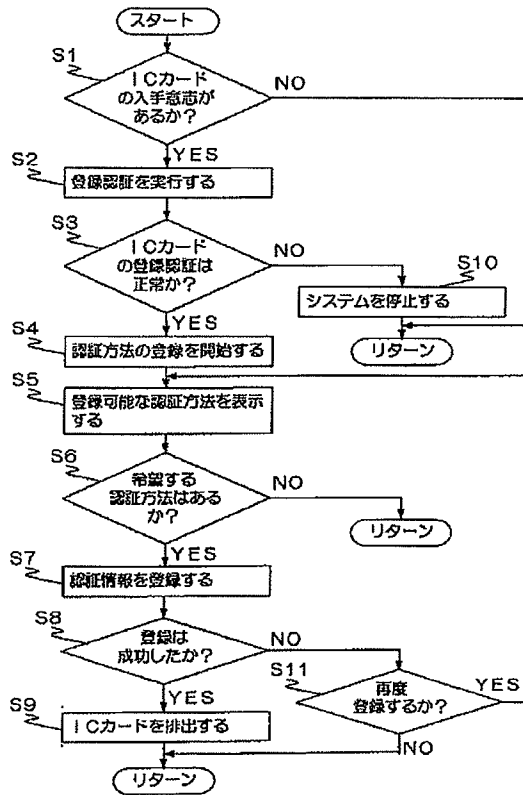 スタート
S1
ICカード
の入手意志が
あるか?
NO
YES
S2
登録認証を実行する
S3
ICカード
の登録認証は
正常か?
NO
S10
システムを停止する
リターン
YES
S4
認証方法の登録を開始する
S5
登録可能な認証方法を表示
する
S6
希望する
認証方法はある
か?
NO
リターン
YES
S7
認証情報を登録する
S8
登録は
成功したか?
NO
S11
再度
登録するか?
YES
NO
YES
S9
ICカードを排出する
リターン